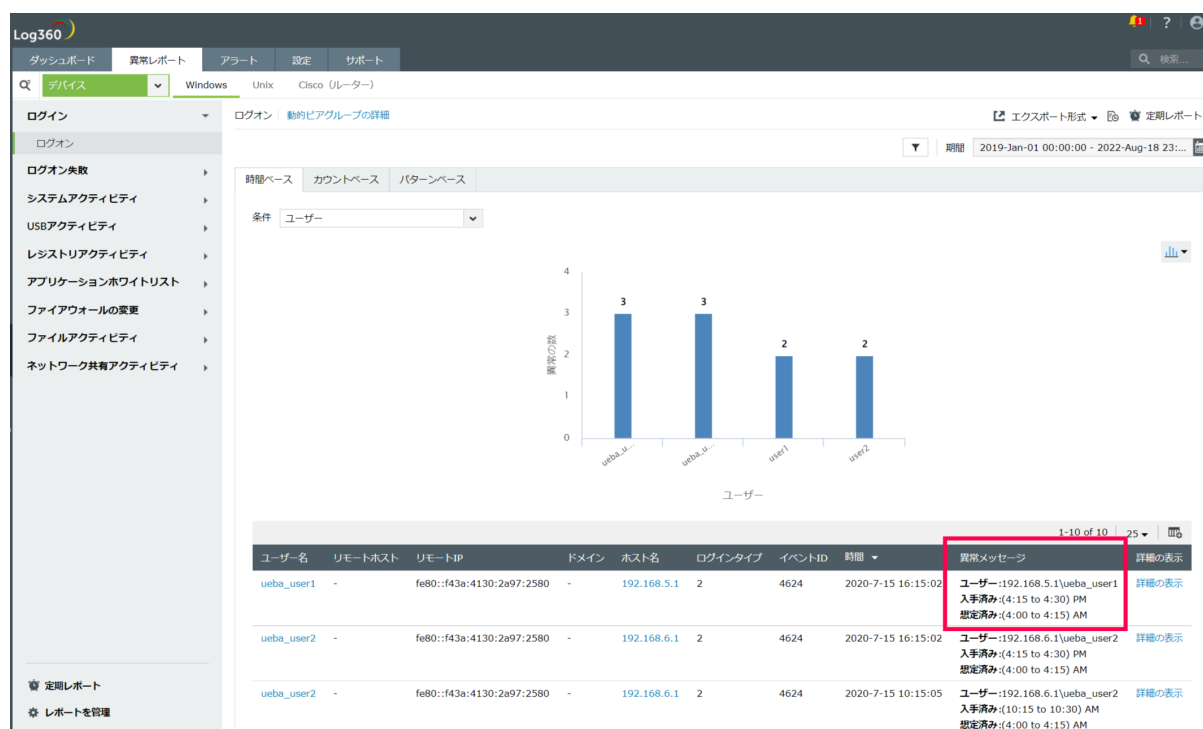 1 ?
Log360
ダッシュボード 異常レポート アラート 設定 サポート 検索...
デバイス Windows Unix Cisco（ルーター）
ログイン
ログオン
ログオン失敗
システムアクティビティ
USBアクティビティ
レジストリアクティビティ
アプリケーションホワイトリスト
ファイアウォールの変更
ファイルアクティビティ
ネットワーク共有アクティビティ
定期レポート
レポートを管理
ログオン 動的ピアグループの詳細 エクスポート形式 定期レポート
期間 2019-Jan-01 00:00:00 - 2022-Aug-18 23:...
時間ベース カウントベース パターンベース
条件 ユーザー
異常の数
4
3
2
1
0
3 3 2 2
ueba_u... ueba_u... user1 user2
ユーザー
1-10 of 10 25
ユーザー名 リモートホスト リモートIP ドメイン ホスト名 ログインタイプ イベントID 時間 異常メッセージ 詳細の表示
ueba_user1 - fe80::f43a:4130:2a97:2580 - 192.168.5.1 2 4624 2020-7-15 16:15:02 ユーザー:192.168.5.1\ueba_user1 詳細の表示
入手済み:(4:15 to 4:30) PM
想定済み:(4:00 to 4:15) AM
ueba_user2 - fe80::f43a:4130:2a97:2580 - 192.168.6.1 2 4624 2020-7-15 16:15:02 ユーザー:192.168.6.1\ueba_user2 詳細の表示
入手済み:(4:15 to 4:30) PM
想定済み:(4:00 to 4:15) AM
ueba_user2 - fe80::f43a:4130:2a97:2580 - 192.168.6.1 2 4624 2020-7-15 10:15:05 ユーザー:192.168.6.1\ueba_user2 詳細の表示
入手済み:(10:15 to 10:30) AM
想定済み:(4:00 to 4:15) AM